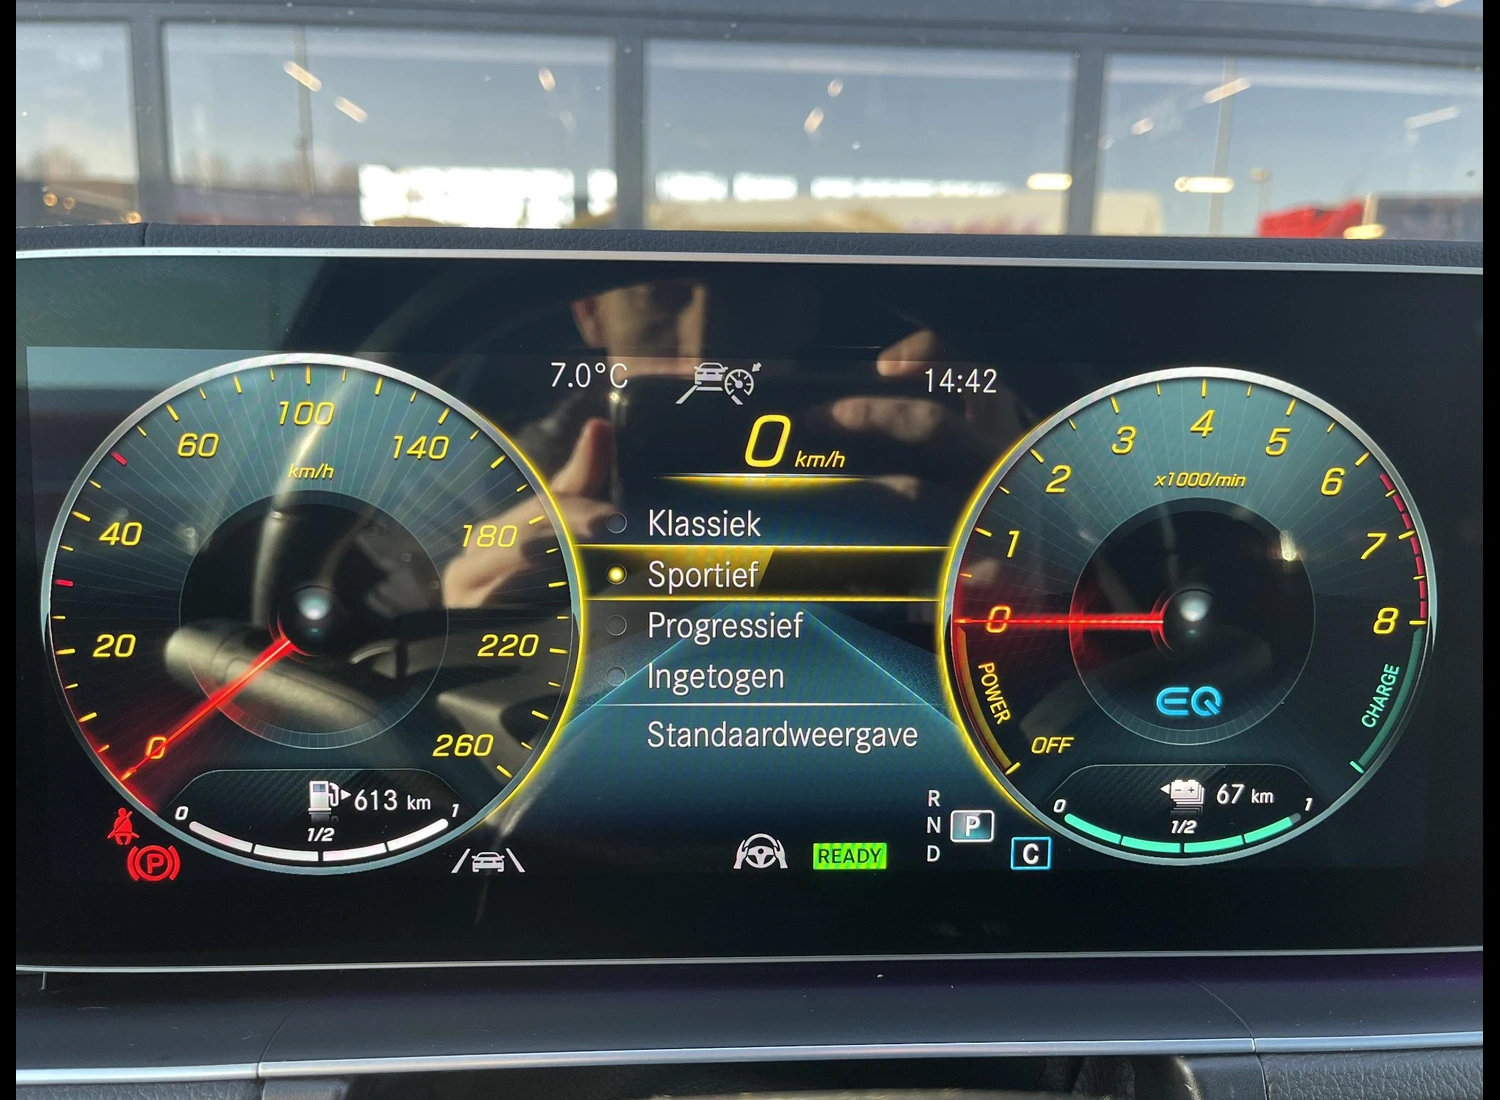 7.0°C
14:42
0 km/h
20
40
60
100
140
180
220
260
0
km/h
Klassiek
Sportief
Progressief
Ingetogen
Standaardweergave
0
1
2
3
4
5
6
7
8
x1000/min
POWER
OFF
EQ
CHARGE
613 km
0
1/2
1
P
READY
R
N
D
P
C
67 km
0
1/2
1